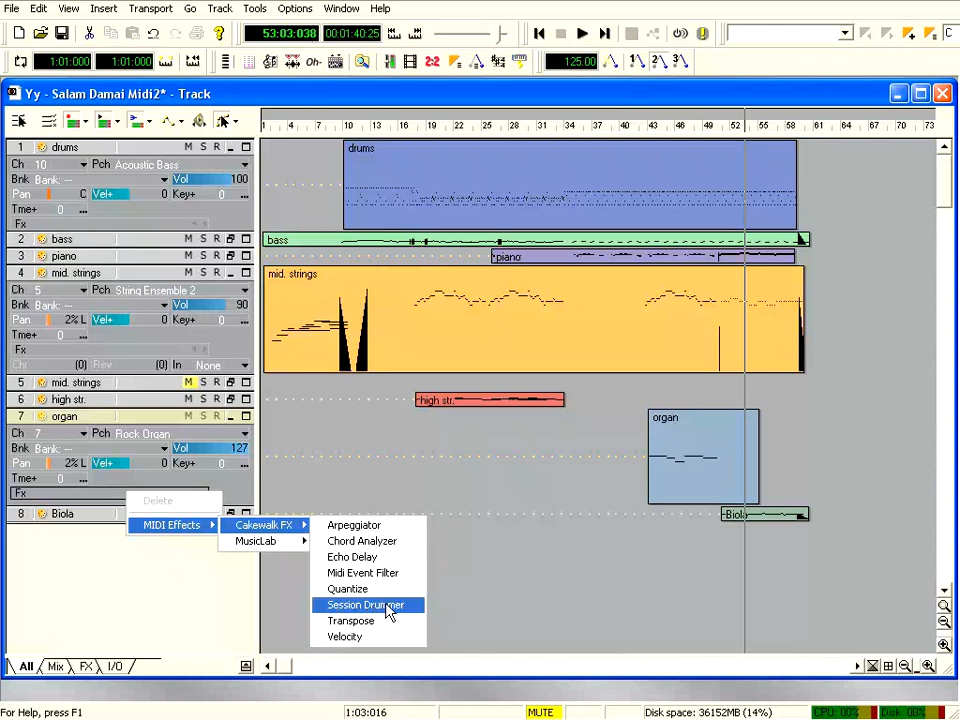 File Edit View Insert Transport Go Track Tools Options Window Help
53:03:038 00:01:40:25
1:01:000 1:01:000 Oh- 2:2 125.00 1 2 3
Yy - Salam Damai Midi2* - Track
1 4 7 10 13 16 19 22 25 28 31 34 37 40 43 46 49 52 55 58 61 64 67 70 73
1 drums M S R
Ch 10 Pch Acoustic Bass
Bnk Bank: --- Vol 100
Pan C Vel+ 0 Key+ ...
Tme+ 0 ...
Fx
drums
2 bass M S R
bass
3 piano M S R
piano
4 mid. strings M S R
Ch 5 Pch String Ensemble 2
Bnk Bank: --- Vol 90
Pan 2% L Vel+ 0 Key+ ...
Tme+ 0 ...
Fx
Chr (0) Rev (0) In None
mid. strings
5 mid. strings M S R
6 high str. M S R
high str.
7 organ M S R
Ch 7 Pch Rock Organ
Bnk Bank: --- Vol 127
Pan 2% L Vel+ 0 Key+ ...
Tme+ 0 ...
Fx
organ
8 Biola
Biola
Delete
MIDI Effects
Cakewalk FX
MusicLab
Arpeggiator
Chord Analyzer
Echo Delay
Midi Event Filter
Quantize
Session Drummer
Transpose
Velocity
All Mix FX I/O
For Help, press F1 1:03:016 MUTE Disk space: 36152MB (14%) CPU: 00% Disk: 00%